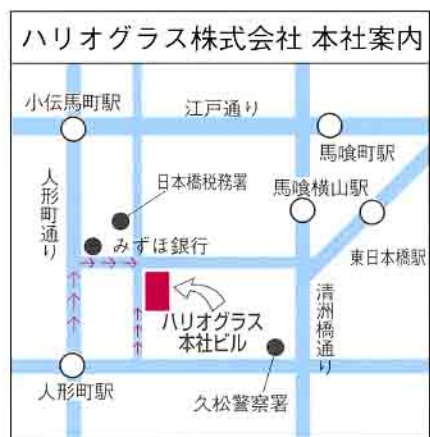 ハリオグラス株式会社 本社案内
小伝馬町駅
江戸通り
馬喰町駅
人形町通り
日本橋税務署
馬喰横山駅
みずほ銀行
東日本橋駅
ハリオグラス
本社ビル
清洲橋通り
人形町駅
久松警察署